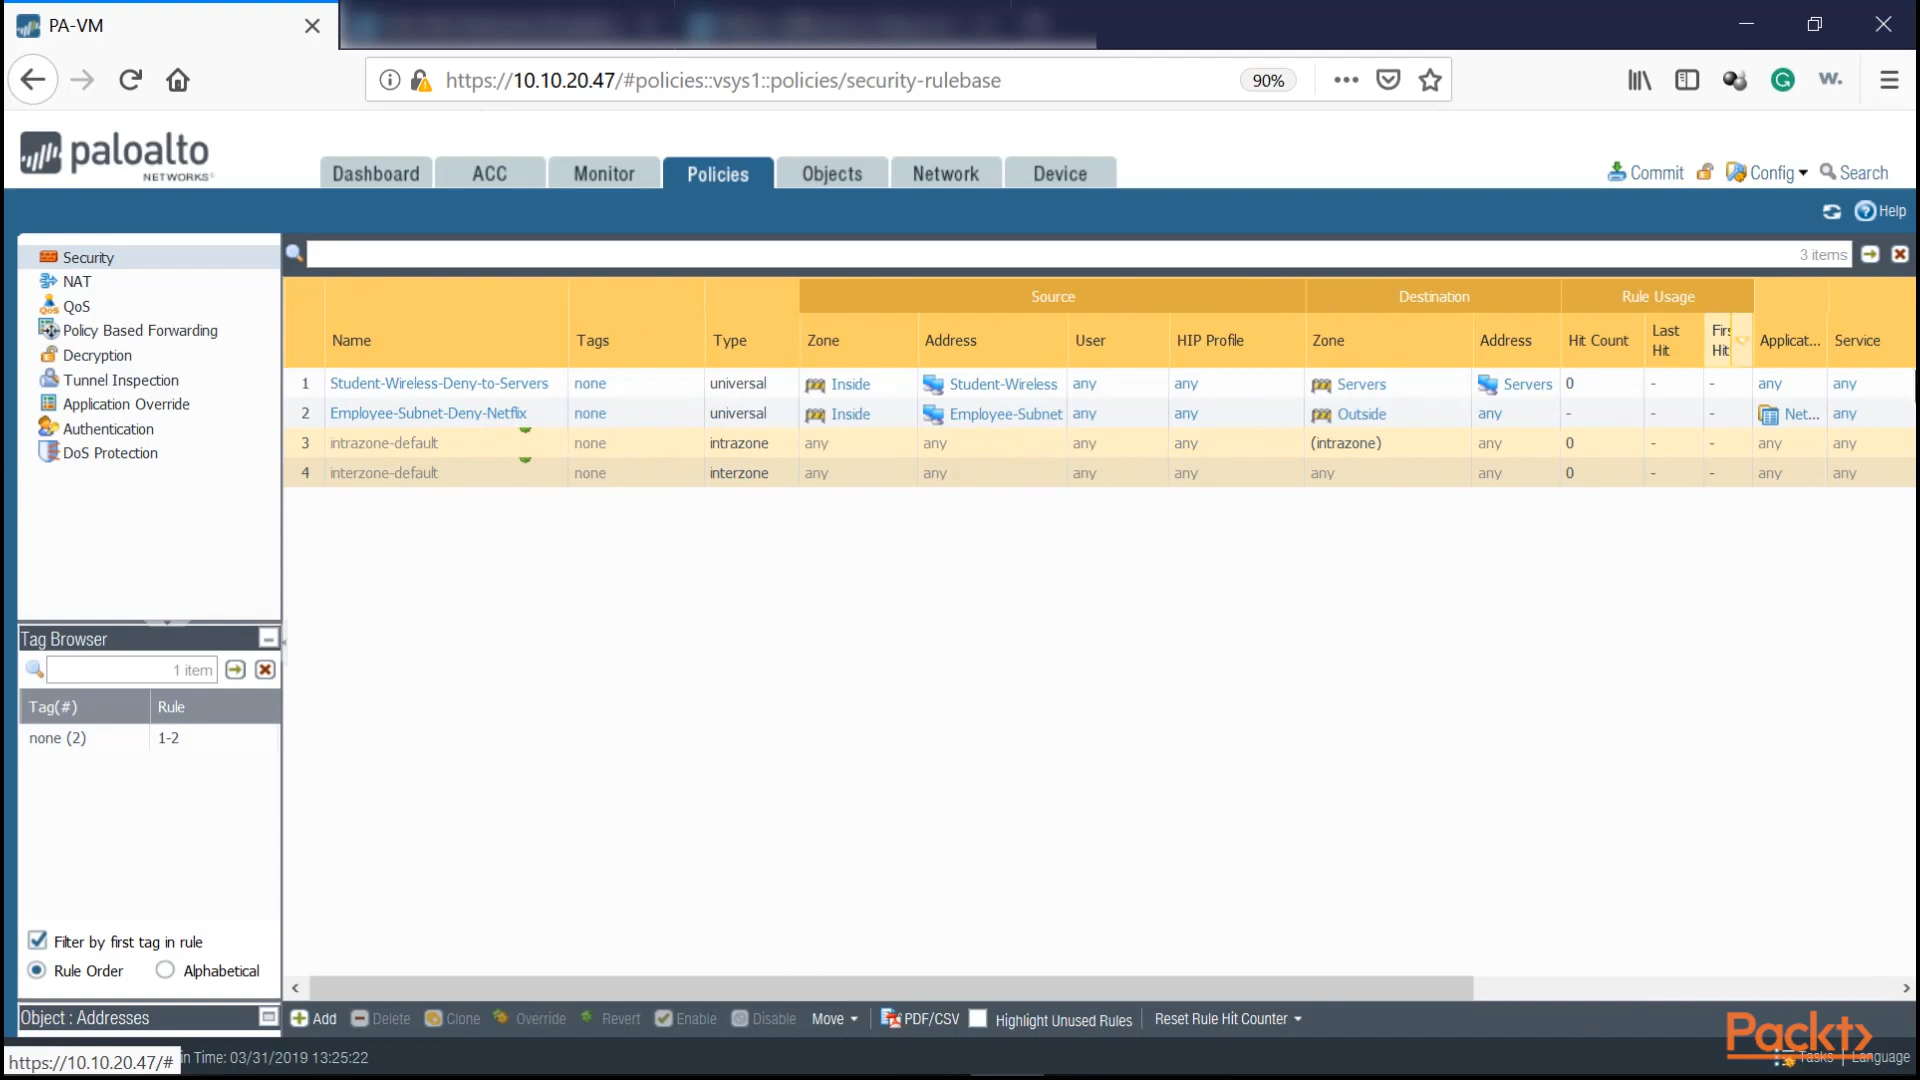 PA-VM
https://10.10.20.47/#policies::vsys1::policies/security-rulebase
90%
paloalto
NETWORKS
Dashboard
ACC
Monitor
Policies
Objects
Network
Device
Commit
Config
Search
Help
Security
NAT
QoS
Policy Based Forwarding
Decryption
Tunnel Inspection
Application Override
Authentication
DoS Protection
3 items
Source Destination Rule Usage
Name Tags Type Zone Address User HIP Profile Zone Address Hit Count Last Hit Firs Hit Applicat... Service
1 Student-Wireless-Deny-to-Servers none universal Inside Student-Wireless any any Servers Servers 0 - - any any
2 Employee-Subnet-Deny-Netflix none universal Inside Employee-Subnet any any Outside any - - - Net... any
3 intrazone-default none intrazone any any any any (intrazone) any 0 - - any any
4 interzone-default none interzone any any any any any any 0 - - any any
Tag Browser
1 item
Tag(#) Rule
none (2) 1-2
Filter by first tag in rule
Rule Order Alphabetical
Object : Addresses
Add Delete Clone Override Revert Enable Disable Move PDF/CSV Highlight Unused Rules Reset Rule Hit Counter
https://10.10.20.47/# in Time: 03/31/2019 13:25:22
Packt>
Tasks Language